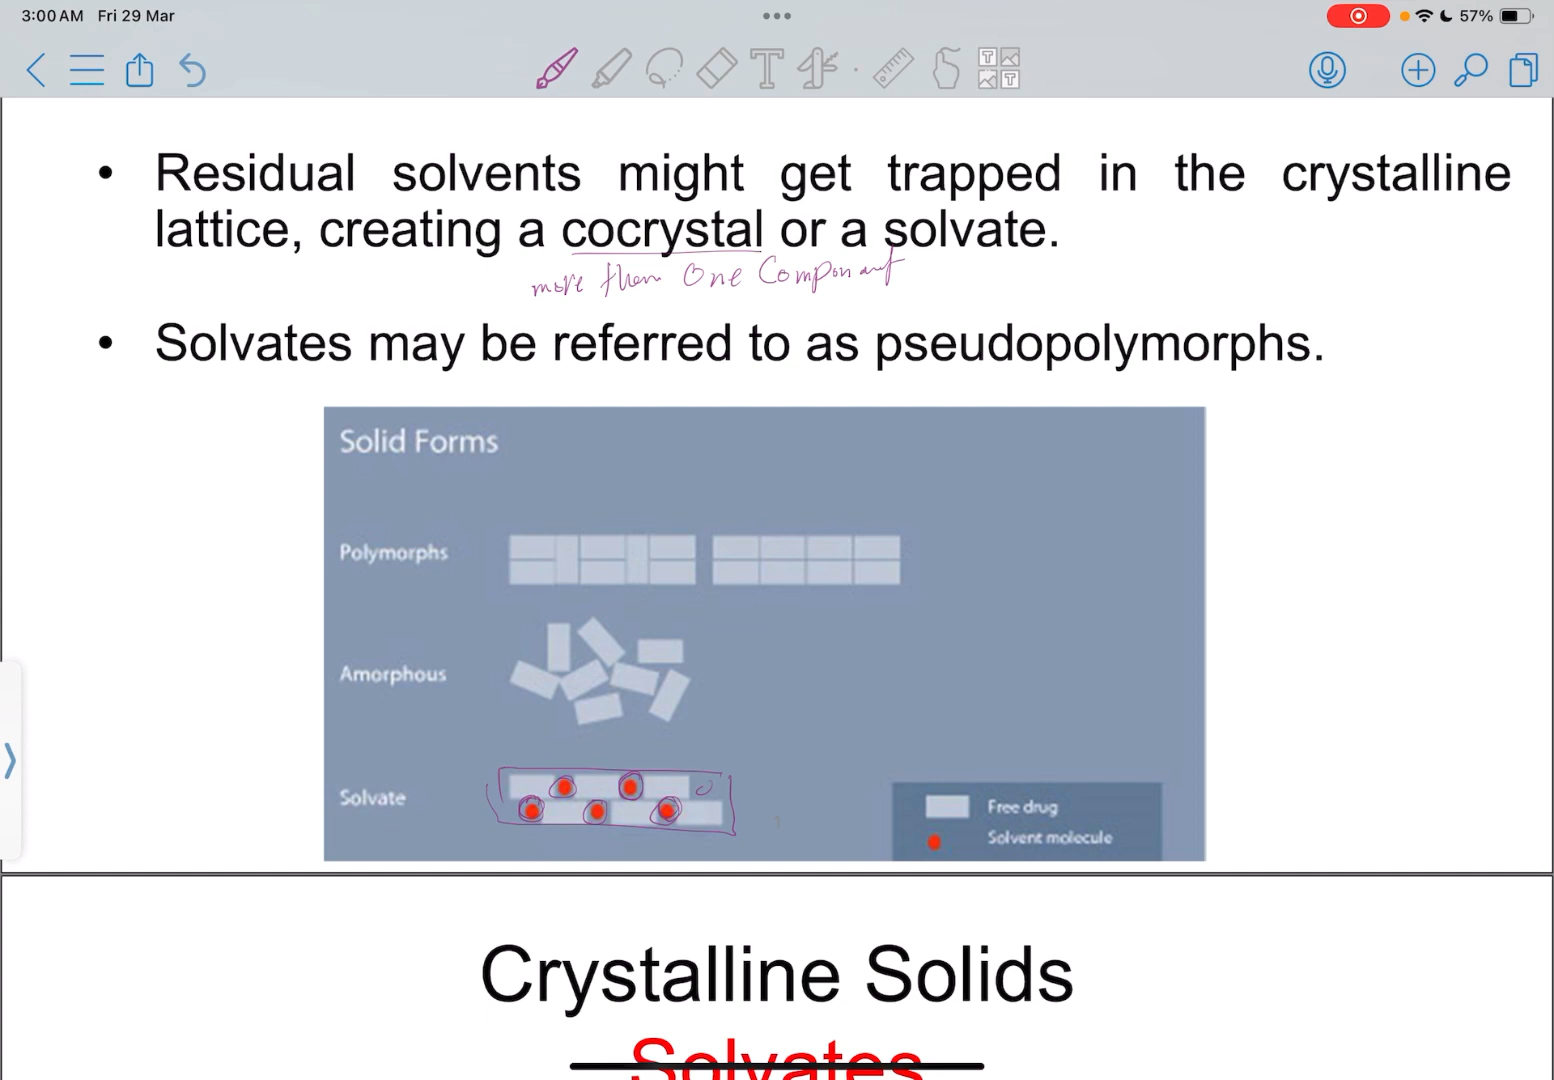 3:00 AM Fri 29 Mar
57%
• Residual solvents might get trapped in the crystalline
lattice, creating a cocrystal or a solvate.
more than One Component
• Solvates may be referred to as pseudopolymorphs.
Solid Forms
Polymorphs
Amorphous
Solvate
Free drug
Solvent molecule
Crystalline Solids
Solvates